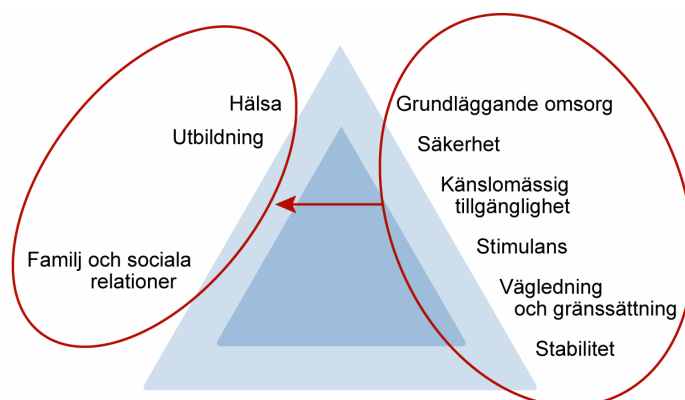 Hälsa
Utbildning
Familj och sociala
relationer
Grundläggande omsorg
Säkerhet
Känslomässig
tillgänglighet
Stimulans
Vägledning
och gränssättning
Stabilitet